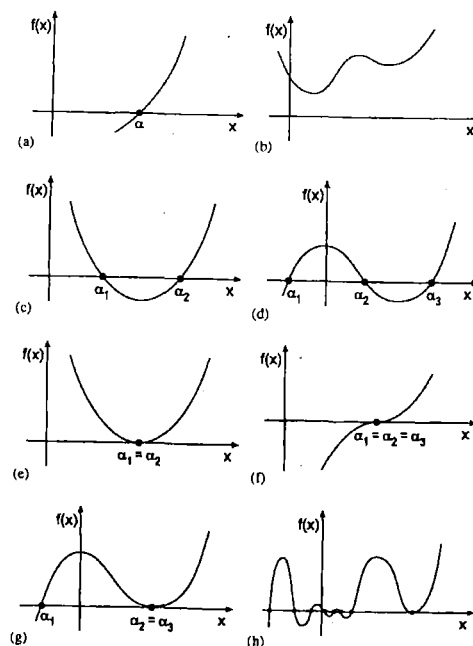 f(x)
α
x
(a)
f(x)
x
(b)
f(x)
α1
α2
x
(c)
f(x)
α1
α2
α3
x
(d)
f(x)
α1 = α2
x
(e)
f(x)
α1 = α2 = α3
x
(f)
f(x)
α1
α2 = α3
x
(g)
f(x)
x
(h)